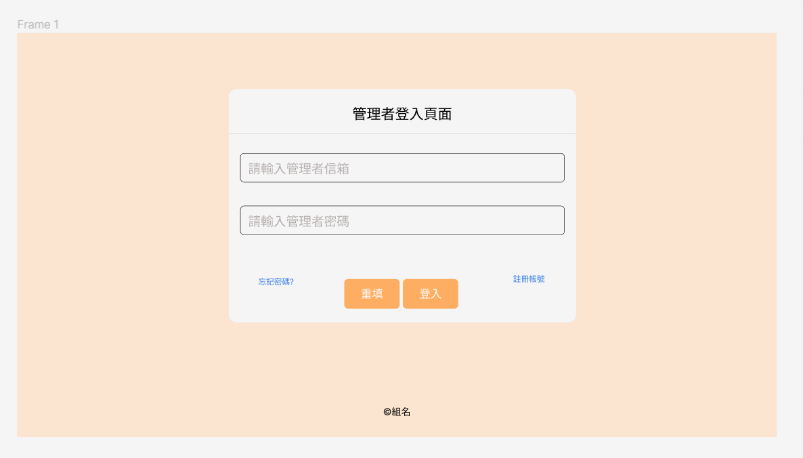 Frame 1
管理者登入頁面
請輸入管理者信箱
請輸入管理者密碼
忘記密碼?
重填
登入
註冊帳號
©組名